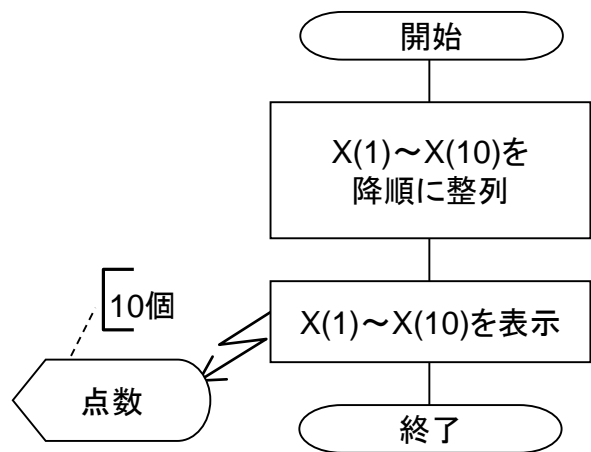 開始
X(1)～X(10)を
降順に整列
10個
X(1)～X(10)を表示
点数
終了